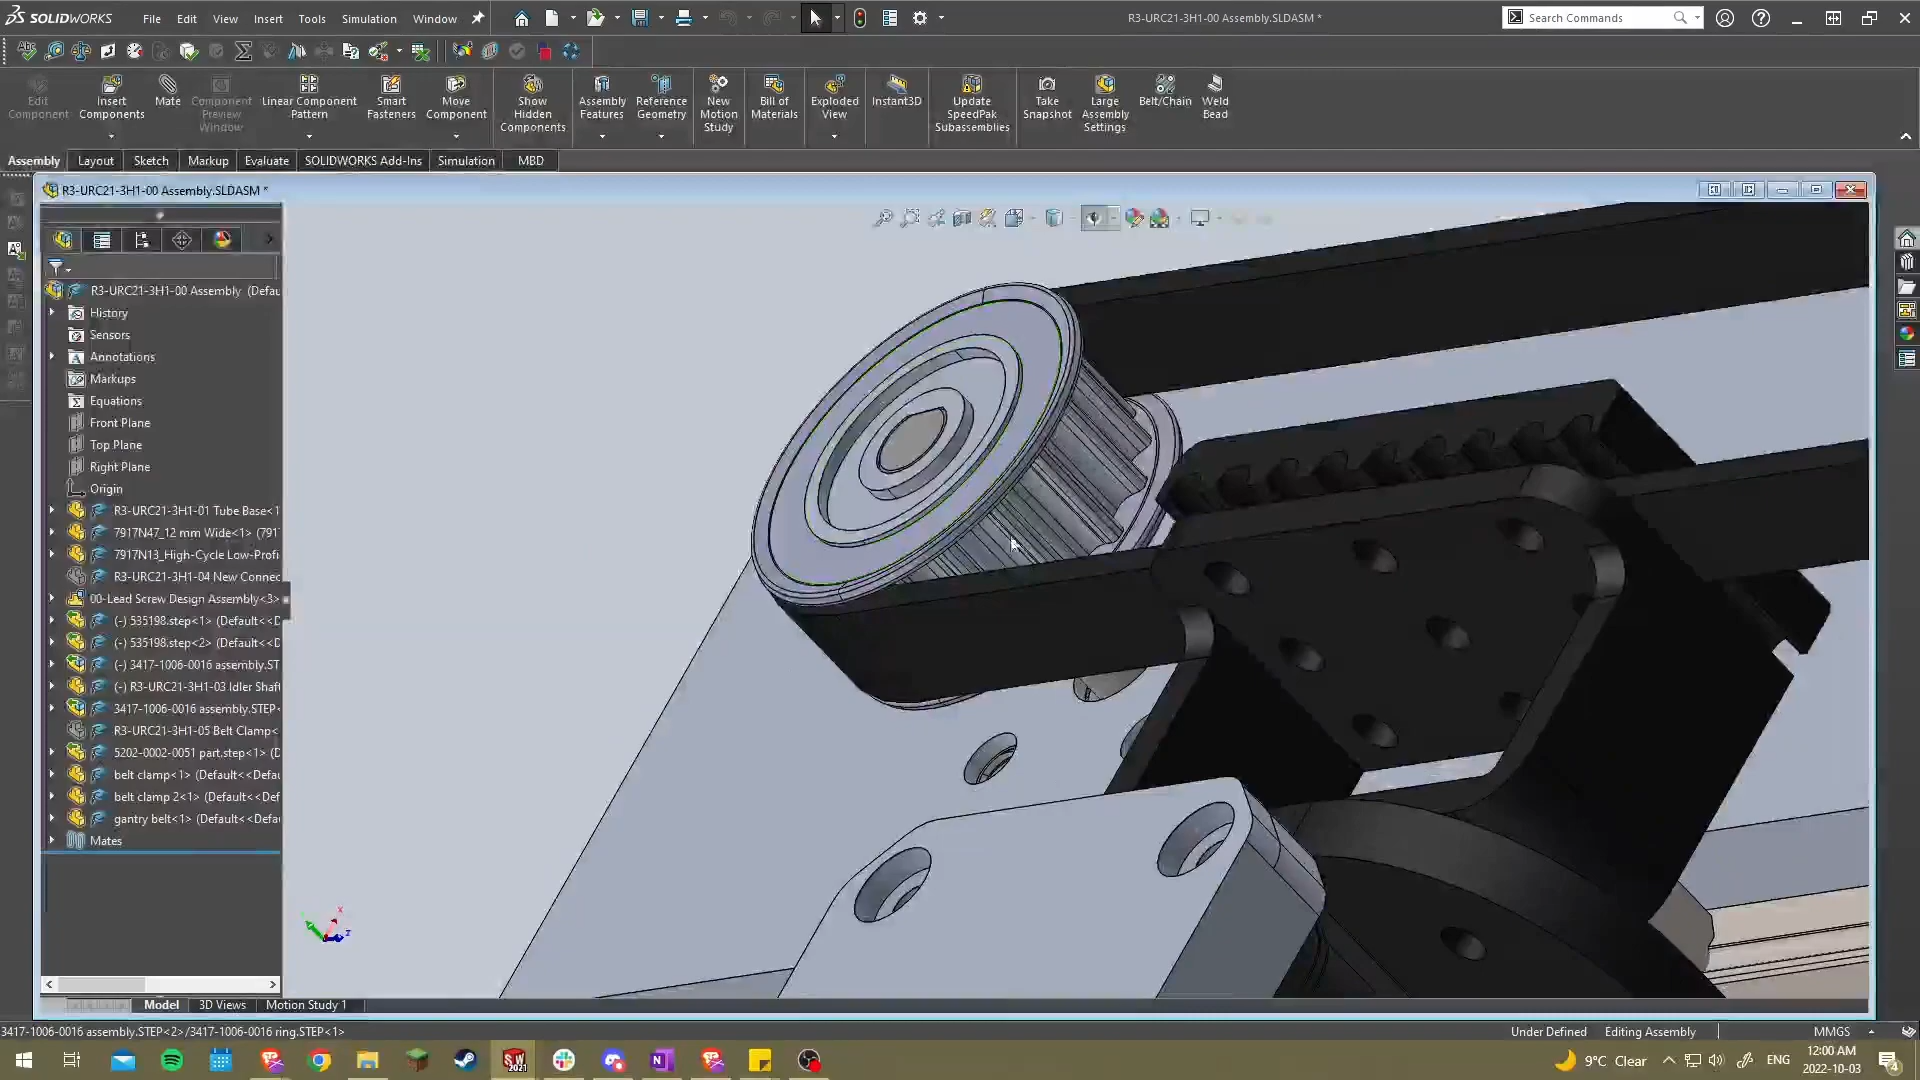 SOLIDWORKS
File Edit View Insert Tools Simulation Window
R3-URC21-3H1-00 Assembly.SLDASM *
Search Commands
Edit Component
Insert Components
Mate
Component Preview Window
Linear Component Pattern
Smart Fasteners
Move Component
Show Hidden Components
Assembly Features
Reference Geometry
New Motion Study
Bill of Materials
Exploded View
Instant3D
Update SpeedPak Subassemblies
Take Snapshot
Large Assembly Settings
Belt/Chain
Weld Bead
Assembly Layout Sketch Markup Evaluate SOLIDWORKS Add-Ins Simulation MBD
R3-URC21-3H1-00 Assembly.SLDASM *
R3-URC21-3H1-00 Assembly (Defau
History
Sensors
Annotations
Markups
Equations
Front Plane
Top Plane
Right Plane
Origin
R3-URC21-3H1-01 Tube Base<1
7917N47_12 mm Wide<1> (791
7917N13_High-Cycle Low-Profi
R3-URC21-3H1-04 New Connec
00-Lead Screw Design Assembly<3>
(-) 535198.step<1> (Default<<D
(-) 535198.step<2> (Default<<D
(-) 3417-1006-0016 assembly.ST
(-) R3-URC21-3H1-03 Idler Shaft
3417-1006-0016 assembly.STEP<
R3-URC21-3H1-05 Belt Clamp<
5202-0002-0051 part.step<1> (D
belt clamp<1> (Default<<Defau
belt clamp 2<1> (Default<<Def
gantry belt<1> (Default<<Defau
Mates
x
z
Model 3D Views Motion Study 1
3417-1006-0016 assembly.STEP<2>/3417-1006-0016 ring.STEP<1>
Under Defined Editing Assembly MMGS
9°C Clear
ENG
12:00 AM
2022-10-03